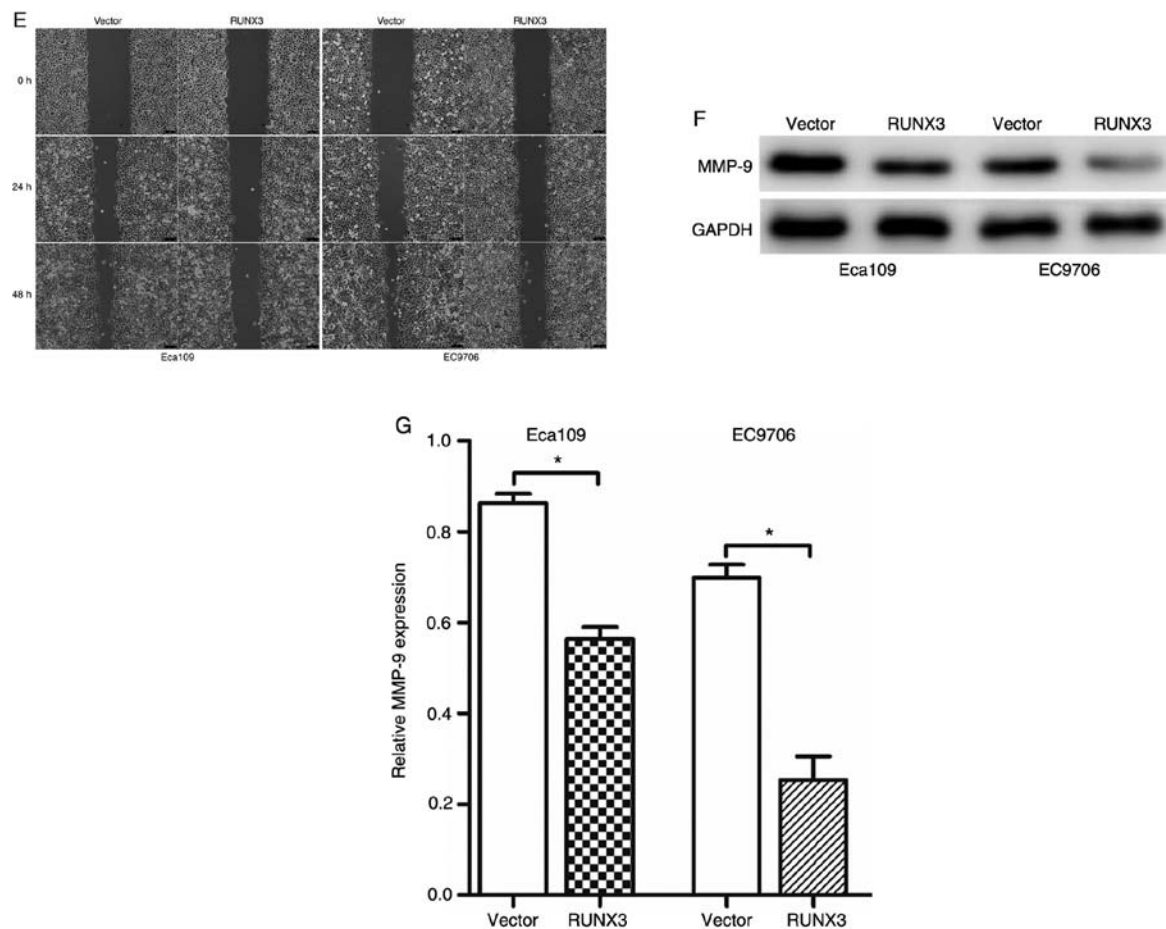 E
Vector RUNX3 Vector RUNX3
0 h
24 h
48 h
Eca109 EC9706
F
Vector RUNX3 Vector RUNX3
MMP-9
GAPDH
Eca109 EC9706
G
Eca109 EC9706
Relative MMP-9 expression
1.0
0.8
0.6
0.4
0.2
0.0
*
*
Vector RUNX3 Vector RUNX3